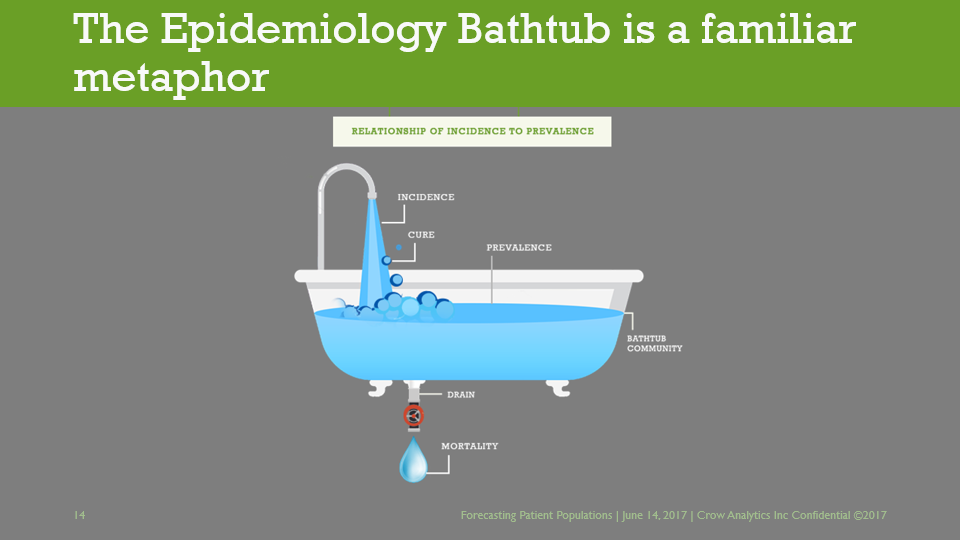 The Epidemiology Bathtub is a familiar
metaphor
RELATIONSHIP OF INCIDENCE TO PREVALENCE
INCIDENCE
CURE
PREVALENCE
BATHTUB
COMMUNITY
DRAIN
MORTALITY
14
Forecasting Patient Populations | June 14, 2017 | Crow Analytics Inc Confidential ©2017